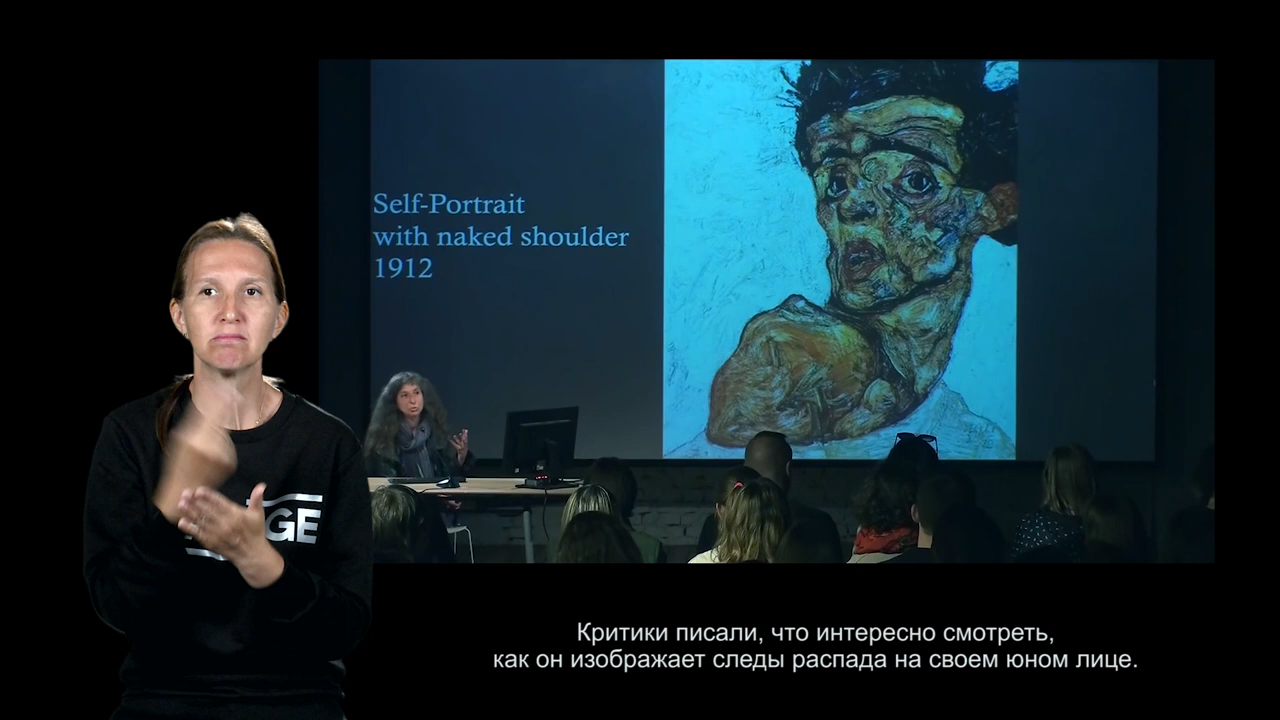 Self-Portrait
with naked shoulder
1912
GE
Критики писали, что интересно смотреть,
как он изображает следы распада на своем юном лице.